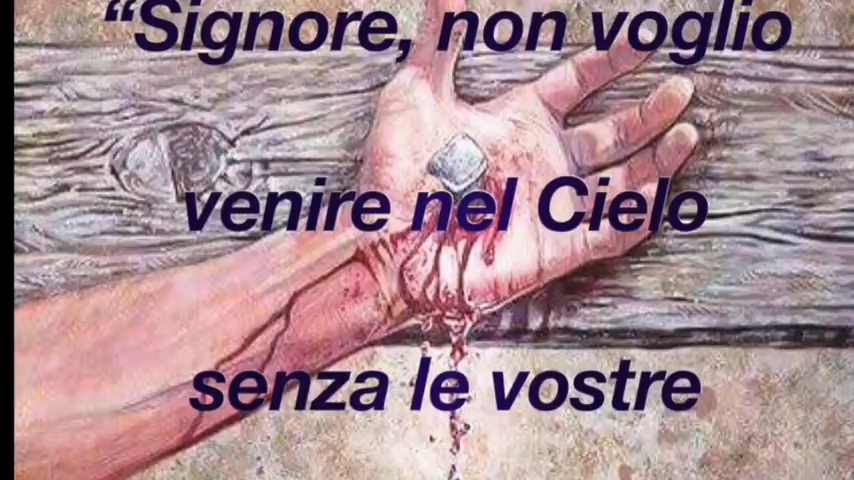 “Signore, non voglio
venire nel Cielo
senza le vostre